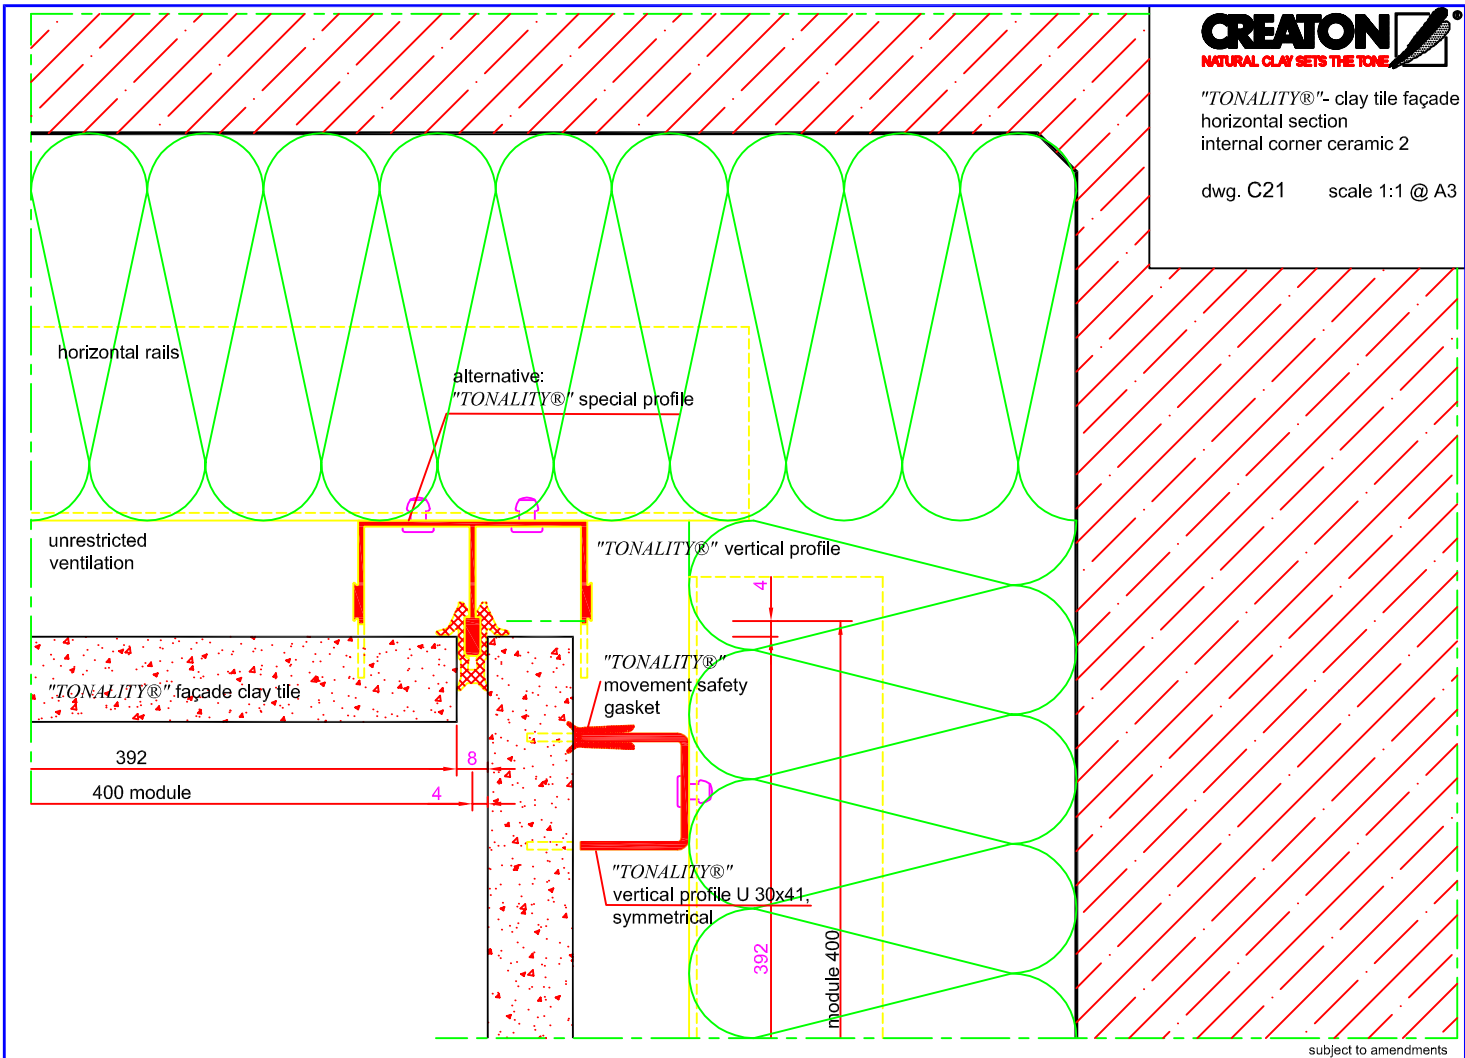 CREATON®
NATURAL CLAY SETS THE TONE
"TONALITY®"- clay tile façade
horizontal section
internal corner ceramic 2
dwg. C21 scale 1:1 @ A3
horizontal rails
alternative:
"TONALITY®" special profile
unrestricted
ventilation
"TONALITY®" vertical profile
4
"TONALITY®"
movement safety
gasket
"TONALITY®" façade clay tile
392
8
400 module
4
"TONALITY®"
vertical profile U 30x41,
symmetrical
392
module 400
subject to amendments